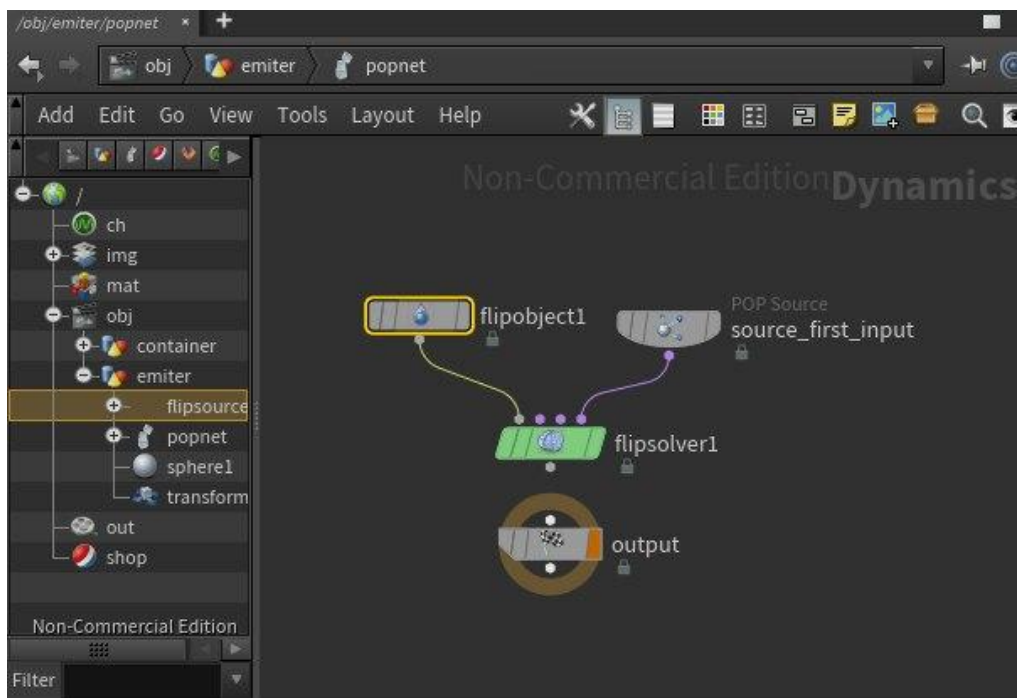 /obj/emiter/popnet × +
obj emiter popnet
Add Edit Go View Tools Layout Help
Non-Commercial Edition Dynamics
/
ch
img
mat
obj
container
emiter
flipsource
popnet
sphere1
transform
out
shop
Non-Commercial Edition
Filter
flipobject1
POP Source
source_first_input
flipsolver1
output